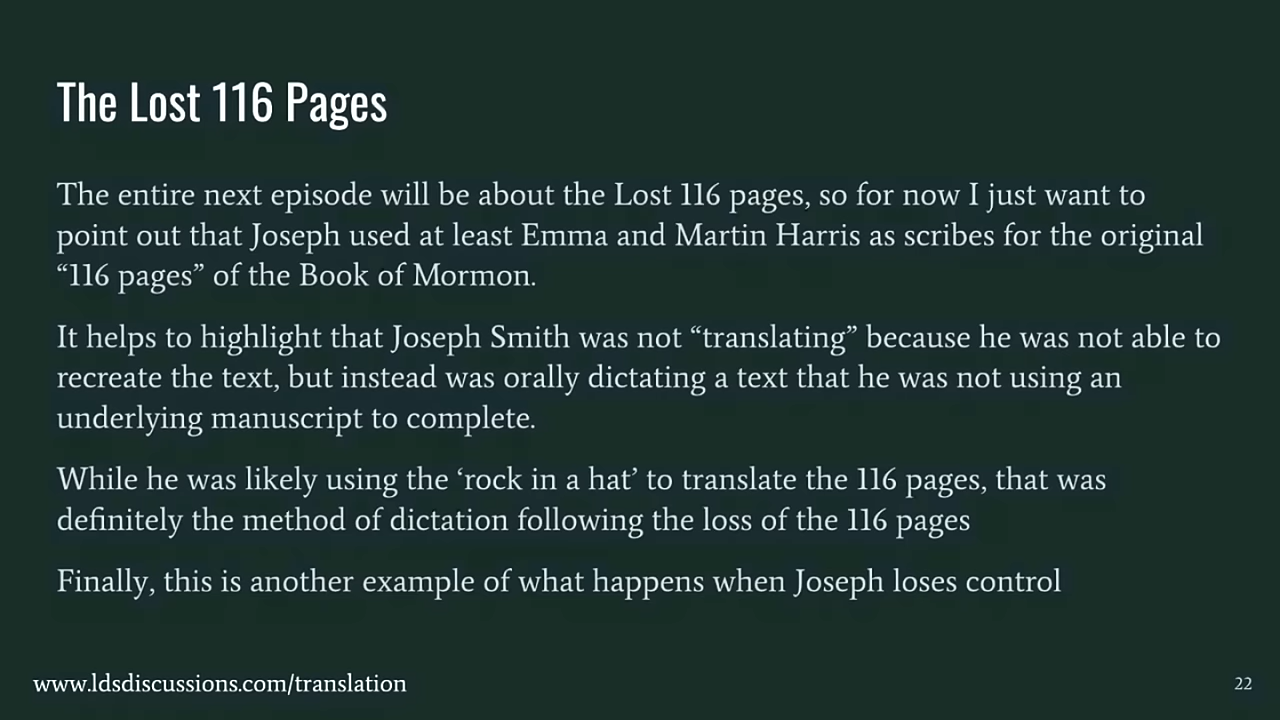 The Lost 116 Pages
The entire next episode will be about the Lost 116 pages, so for now I just want to
point out that Joseph used at least Emma and Martin Harris as scribes for the original
“116 pages” of the Book of Mormon.
It helps to highlight that Joseph Smith was not “translating” because he was not able to
recreate the text, but instead was orally dictating a text that he was not using an
underlying manuscript to complete.
While he was likely using the ‘rock in a hat’ to translate the 116 pages, that was
definitely the method of dictation following the loss of the 116 pages
Finally, this is another example of what happens when Joseph loses control
www.ldsdiscussions.com/translation
22